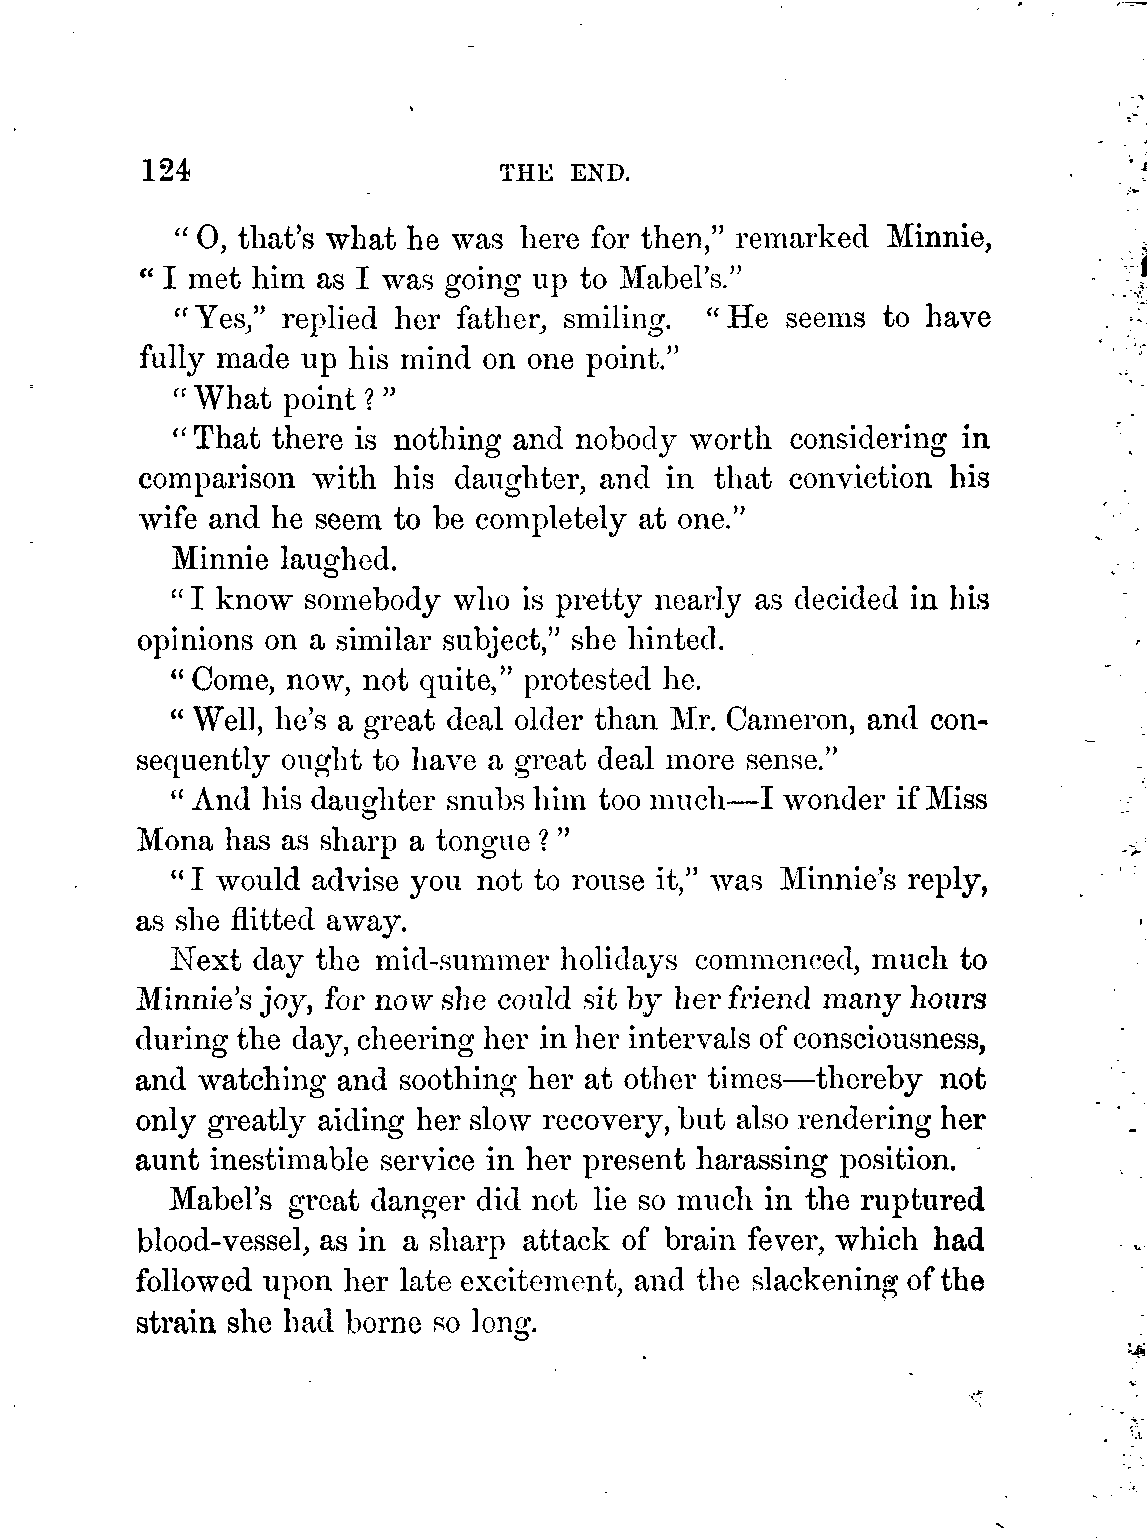 124 THE END.
"O, that's what he was here for then," remarked Minnie,
"I met him as I was going up to Mabel's."
"Yes," replied her father, smiling. "He seems to have
fully made up his mind on one point."
"What point?"
"That there is nothing and nobody worth considering in
comparison with his daughter, and in that conviction his
wife and he seem to be completely at one."
Minnie laughed.
"I know somebody who is pretty nearly as decided in his
opinions on a similar subject," she hinted.
"Come, now, not quite," protested he.
"Well, he's a great deal older than Mr. Cameron, and con-
sequently ought to have a great deal more sense."
"And his daughter snubs him too much—I wonder if Miss
Mona has as sharp a tongue?"
"I would advise you not to rouse it," was Minnie's reply,
as she flitted away.
Next day the mid-summer holidays commenced, much to
Minnie's joy, for now she could sit by her friend many hours
during the day, cheering her in her intervals of consciousness,
and watching and soothing her at other times—thereby not
only greatly aiding her slow recovery, but also rendering her
aunt inestimable service in her present harassing position.
Mabel's great danger did not lie so much in the ruptured
blood-vessel, as in a sharp attack of brain fever, which had
followed upon her late excitement, and the slackening of the
strain she had borne so long.